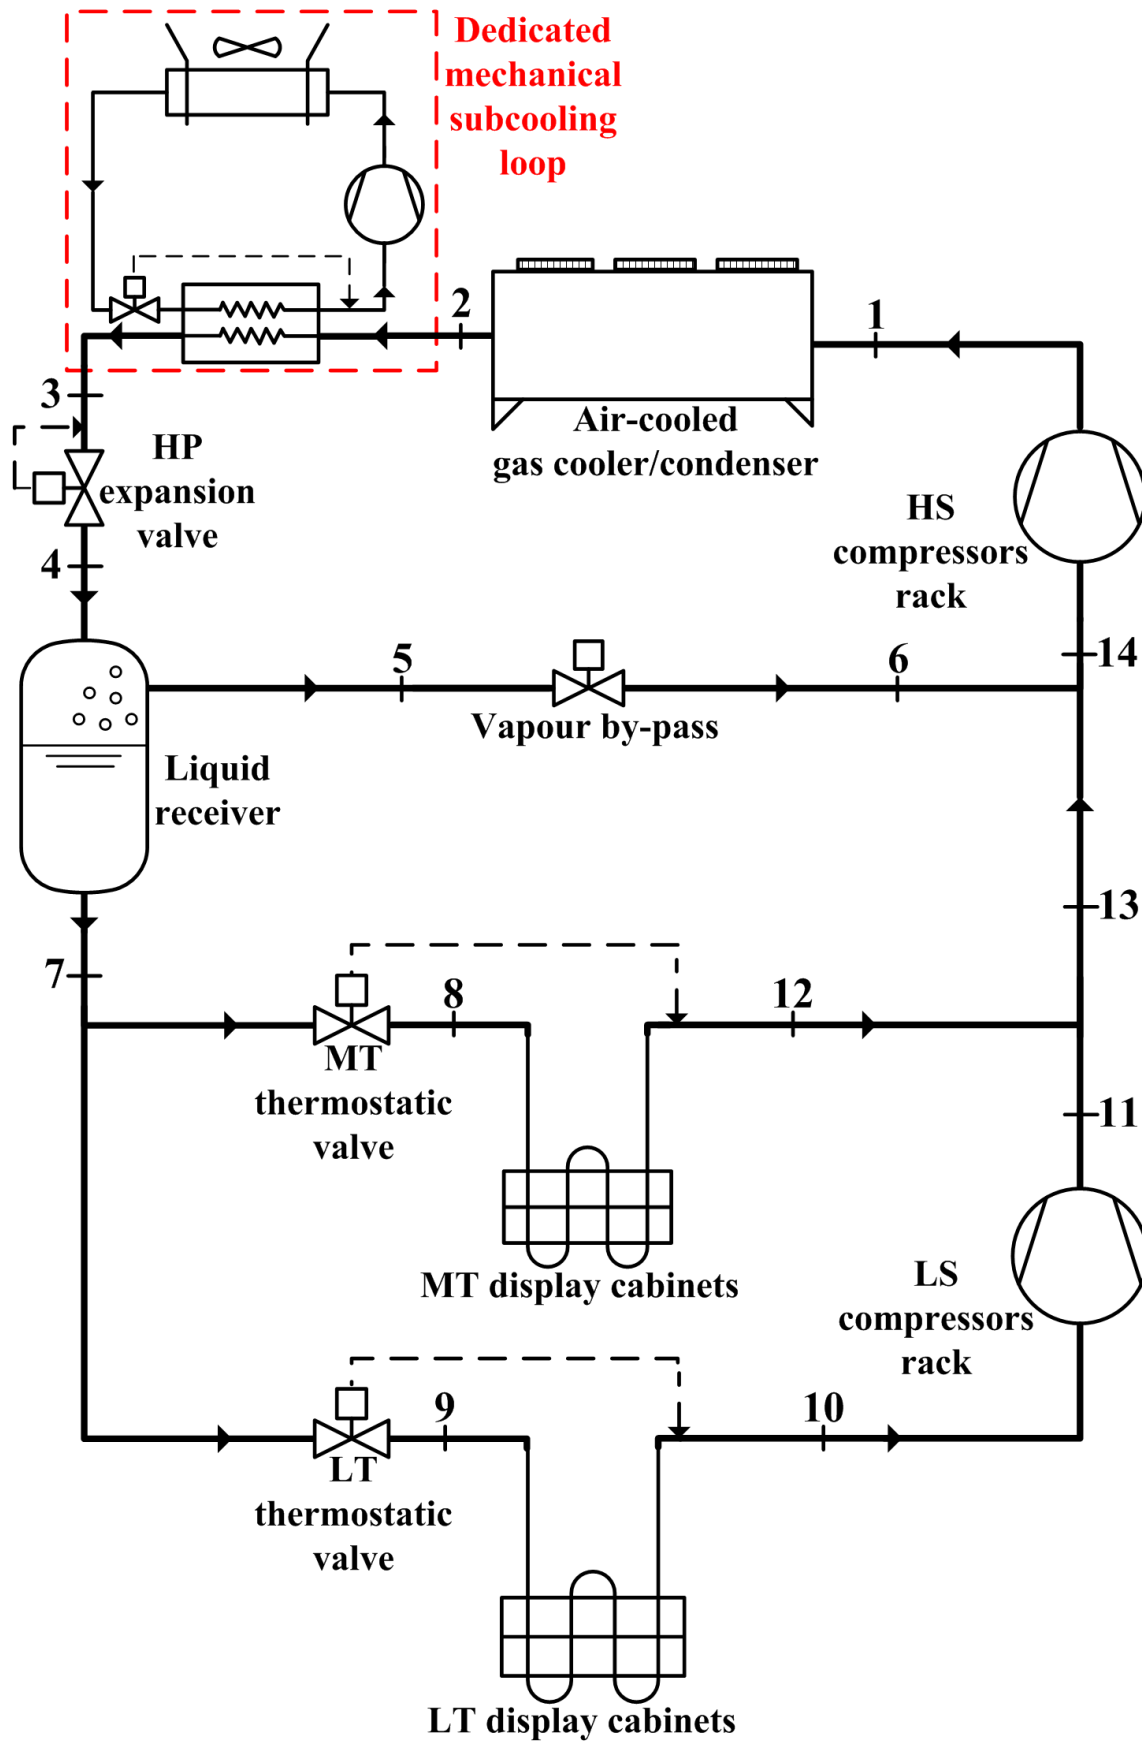 Dedicated
mechanical
subcooling
loop
2
1
3
Air-cooled
gas cooler/condenser
HP
expansion
valve
HS
compressors
rack
4
5
6
14
Vapour by-pass
Liquid
receiver
13
7
8
12
MT
thermostatic
valve
11
MT display cabinets
LS
compressors
rack
9
10
LT
thermostatic
valve
LT display cabinets